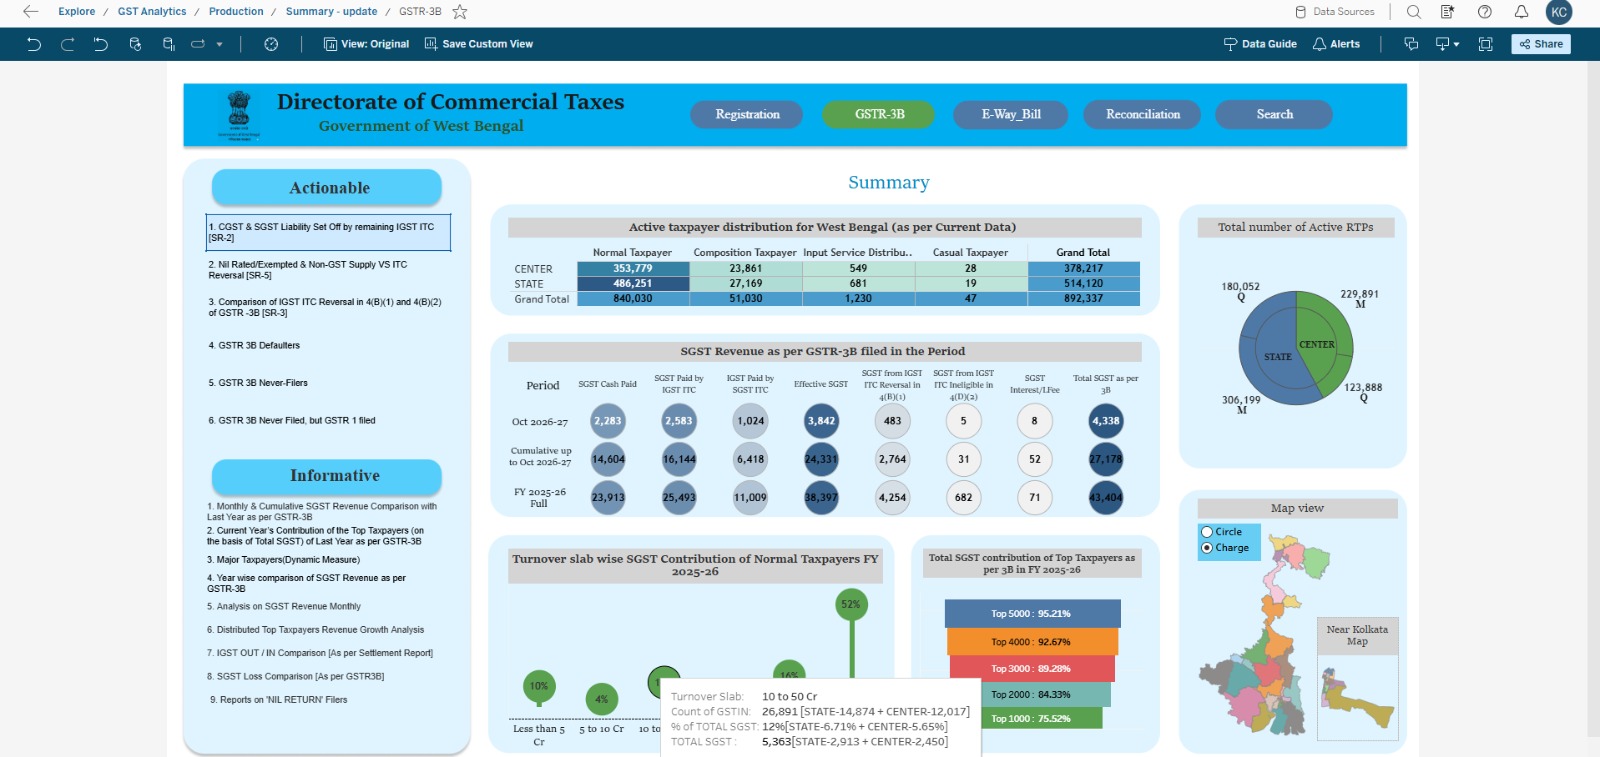 Explore / GST Analytics / Production / Summary - update / GSTR-3B
Data Sources
KC
View: Original
Save Custom View
Data Guide
Alerts
Share
Directorate of Commercial Taxes
Government of West Bengal
Registration
GSTR-3B
E-Way_Bill
Reconciliation
Search
Actionable
1. CGST & SGST Liability Set Off by remaining IGST ITC
[SR-2]
2. Nil Rated/Exempted & Non-GST Supply VS ITC
Reversal [SR-5]
3. Comparison of IGST ITC Reversal in 4(B)(1) and 4(B)(2)
of GSTR -3B [SR-3]
4. GSTR 3B Defaulters
5. GSTR 3B Never-Filers
6. GSTR 3B Never Filed, but GSTR 1 filed
Informative
1. Monthly & Cumulative SGST Revenue Comparison with
Last Year as per GSTR-3B
2. Current Year's Contribution of the Top Taxpayers (on
the basis of Total SGST) of Last Year as per GSTR-3B
3. Major Taxpayers(Dynamic Measure)
4. Year wise comparison of SGST Revenue as per
GSTR-3B
5. Analysis on SGST Revenue Monthly
6. Distributed Top Taxpayers Revenue Growth Analysis
7. IGST OUT / IN Comparison [As per Settlement Report]
8. SGST Loss Comparison [As per GSTR3B]
9. Reports on 'NIL RETURN' Filers
Summary
Active taxpayer distribution for West Bengal (as per Current Data)
Normal Taxpayer Composition Taxpayer Input Service Distribu.. Casual Taxpayer Grand Total
CENTER 353,779 23,861 549 28 378,217
STATE 486,251 27,169 681 19 514,120
Grand Total 840,030 51,030 1,230 47 892,337
SGST Revenue as per GSTR-3B filed in the Period
Period
SGST Cash Paid
SGST Paid by
IGST ITC
IGST Paid by
SGST ITC
Effective SGST
SGST from IGST
ITC Reversal in
4(B)(1)
SGST from IGST
ITC Ineligible in
4(D)(2)
SGST
Interest/LFee
Total SGST as per
3B
Oct 2026-27 2,283 2,583 1,024 3,842 483 5 8 4,338
Cumulative up
to Oct 2026-27
14,604 16,144 6,418 24,331 2,764 31 52 27,178
FY 2025-26
Full
23,913 25,493 11,009 38,397 4,254 682 71 43,404
Turnover slab wise SGST Contribution of Normal Taxpayers FY
2025-26
52%
10%
4%
16%
Less than 5
Cr
5 to 10 Cr
10 to
Turnover Slab: 10 to 50 Cr
Count of GSTIN: 26,891 [STATE-14,874 + CENTER-12,017]
% of TOTAL SGST: 12%[STATE-6.71% + CENTER-5.65%]
TOTAL SGST : 5,363[STATE-2,913 + CENTER-2,450]
Total SGST contribution of Top Taxpayers as
per 3B in FY 2025-26
Top 5000 : 95.21%
Top 4000 : 92.67%
Top 3000 : 89.28%
Top 2000 : 84.33%
Top 1000 : 75.52%
Total number of Active RTPs
180,052
Q
229,891
M
STATE
CENTER
306,199
M
123,888
Q
Map view
Circle
Charge
Near Kolkata
Map